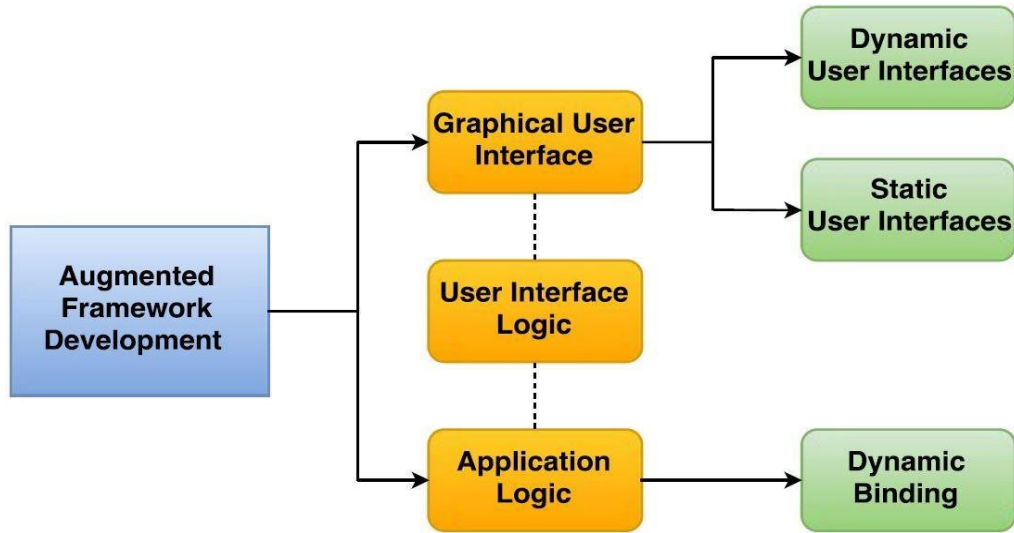 Augmented
Framework
Development
Graphical User
Interface
User Interface
Logic
Application
Logic
Dynamic
User Interfaces
Static
User Interfaces
Dynamic
Binding